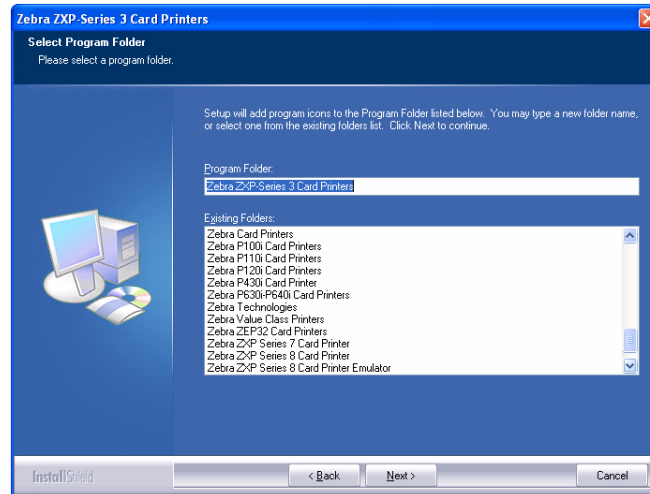 Zebra ZXP-Series 3 Card Printers
Select Program Folder
Please select a program folder.
Setup will add program icons to the Program Folder listed below. You may type a new folder name,
or select one from the existing folders list. Click Next to continue.
Program Folder:
Zebra ZXP-Series 3 Card Printers
Existing Folders:
Zebra Card Printers
Zebra P100i Card Printers
Zebra P110i Card Printers
Zebra P120i Card Printers
Zebra P430i Card Printer
Zebra P630i-P640i Card Printers
Zebra Technologies
Zebra Value Class Printers
Zebra ZEP32 Card Printers
Zebra ZXP Series 7 Card Printer
Zebra ZXP Series 8 Card Printer
Zebra ZXP Series 8 Card Printer Emulator
InstallShield
< Back
Next >
Cancel